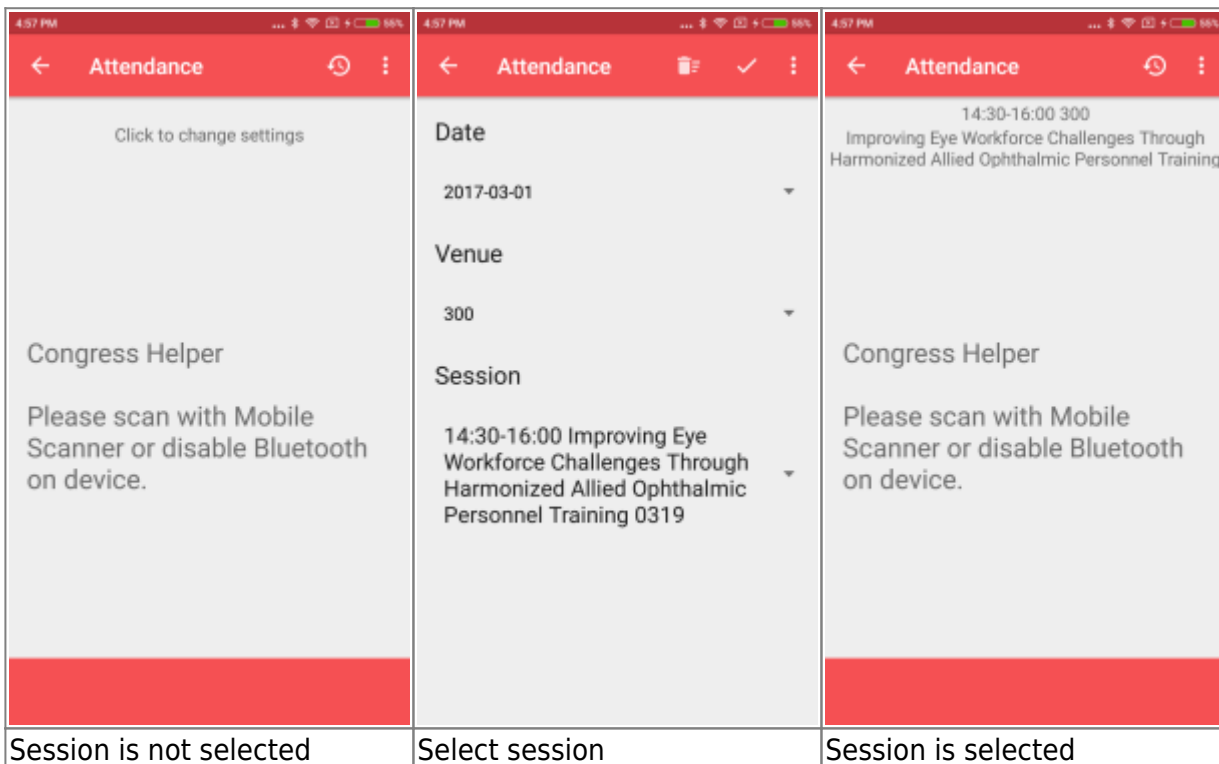 4:57 PM
... 55%
Attendance
Click to change settings
Congress Helper
Please scan with Mobile
Scanner or disable Bluetooth
on device.
Session is not selected
4:57 PM
... 55%
Attendance
Date
2017-03-01
Venue
300
Session
14:30-16:00 Improving Eye
Workforce Challenges Through
Harmonized Allied Ophthalmic
Personnel Training 0319
Select session
4:57 PM
... 55%
Attendance
14:30-16:00 300
Improving Eye Workforce Challenges Through
Harmonized Allied Ophthalmic Personnel Training
Congress Helper
Please scan with Mobile
Scanner or disable Bluetooth
on device.
Session is selected